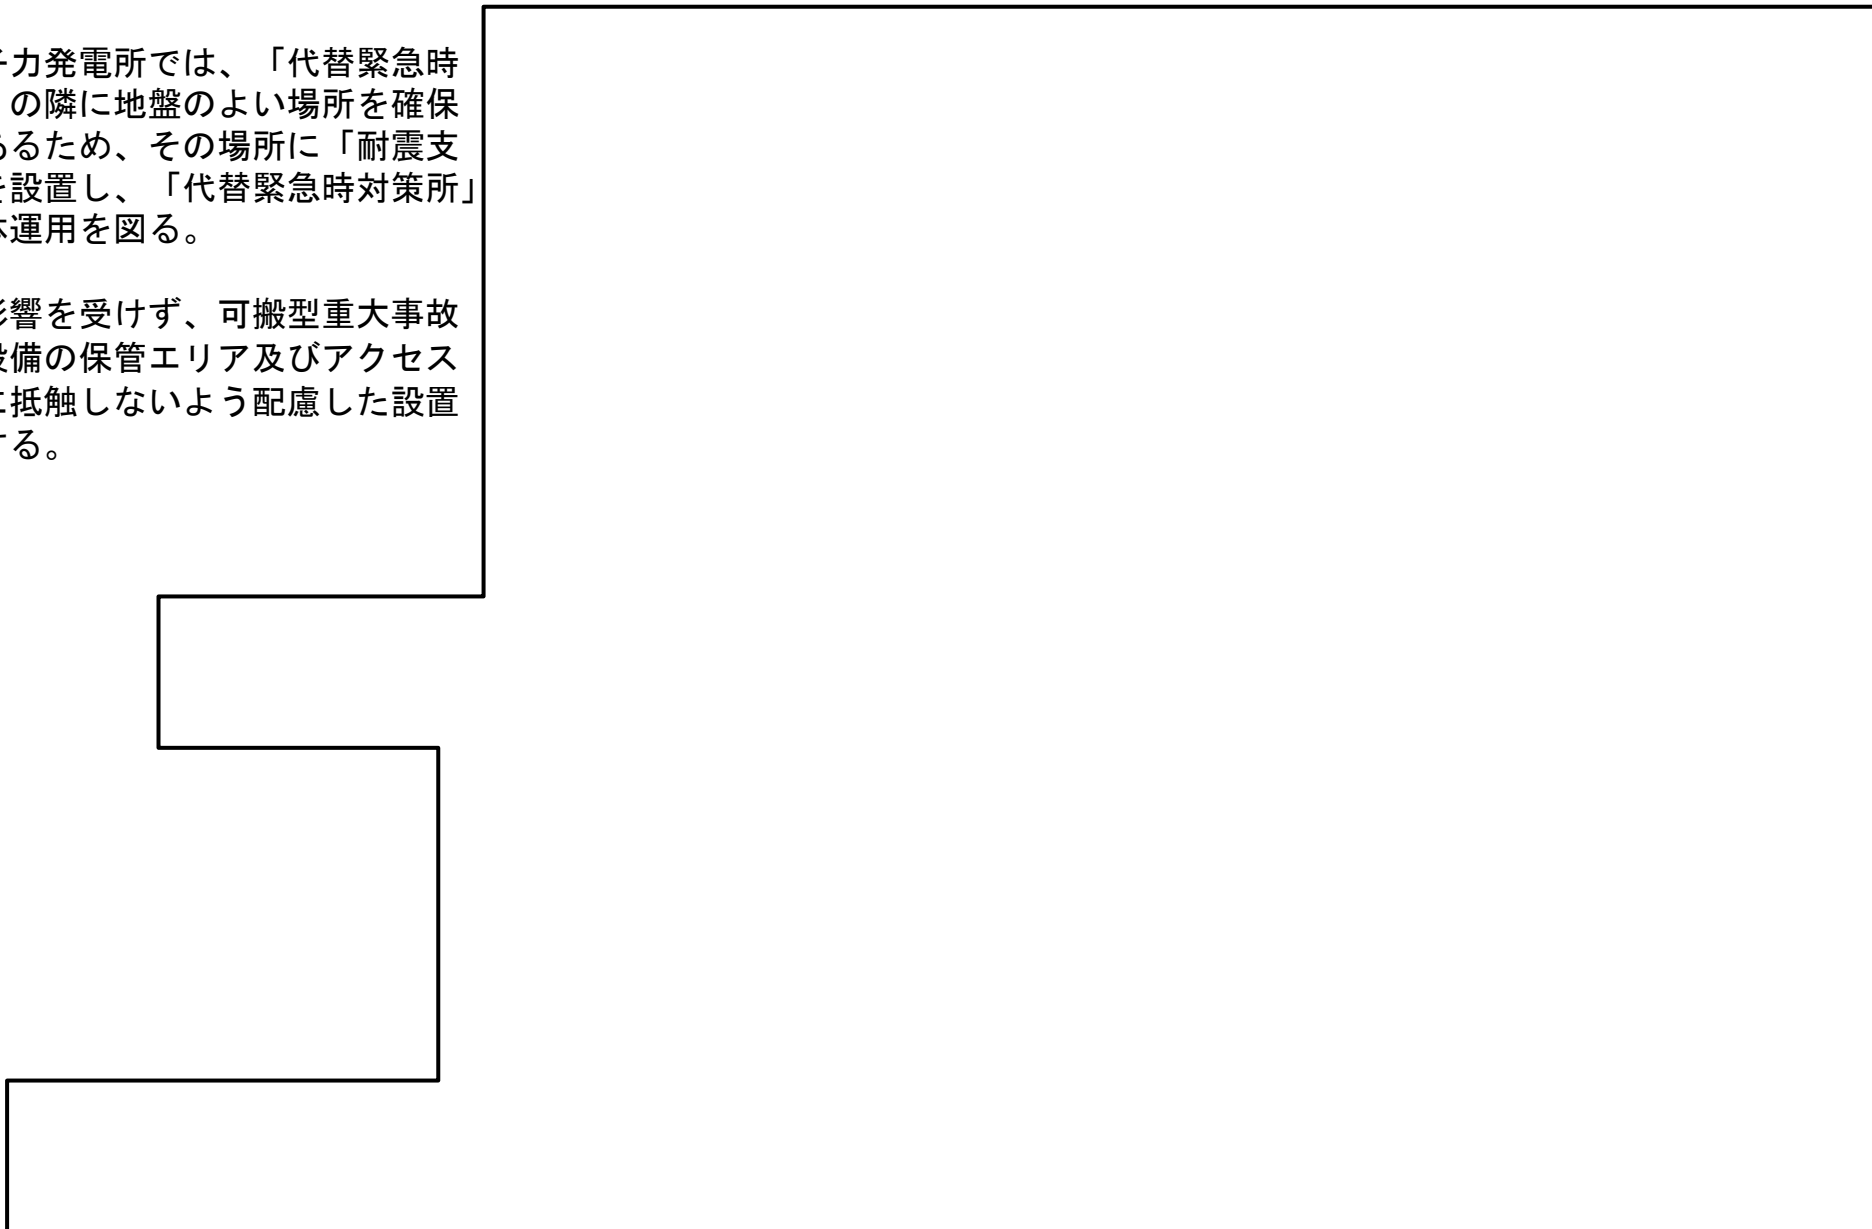 力発電所では、「代替緊急時
の隣に地盤のよい場所を確保
あるため、その場所に「耐震支
を設置し、「代替緊急時対策所」
体運用を図る。
影響を受けず、可搬型重大事故
設備の保管エリア及びアクセス
に抵触しないよう配慮した設置
する。